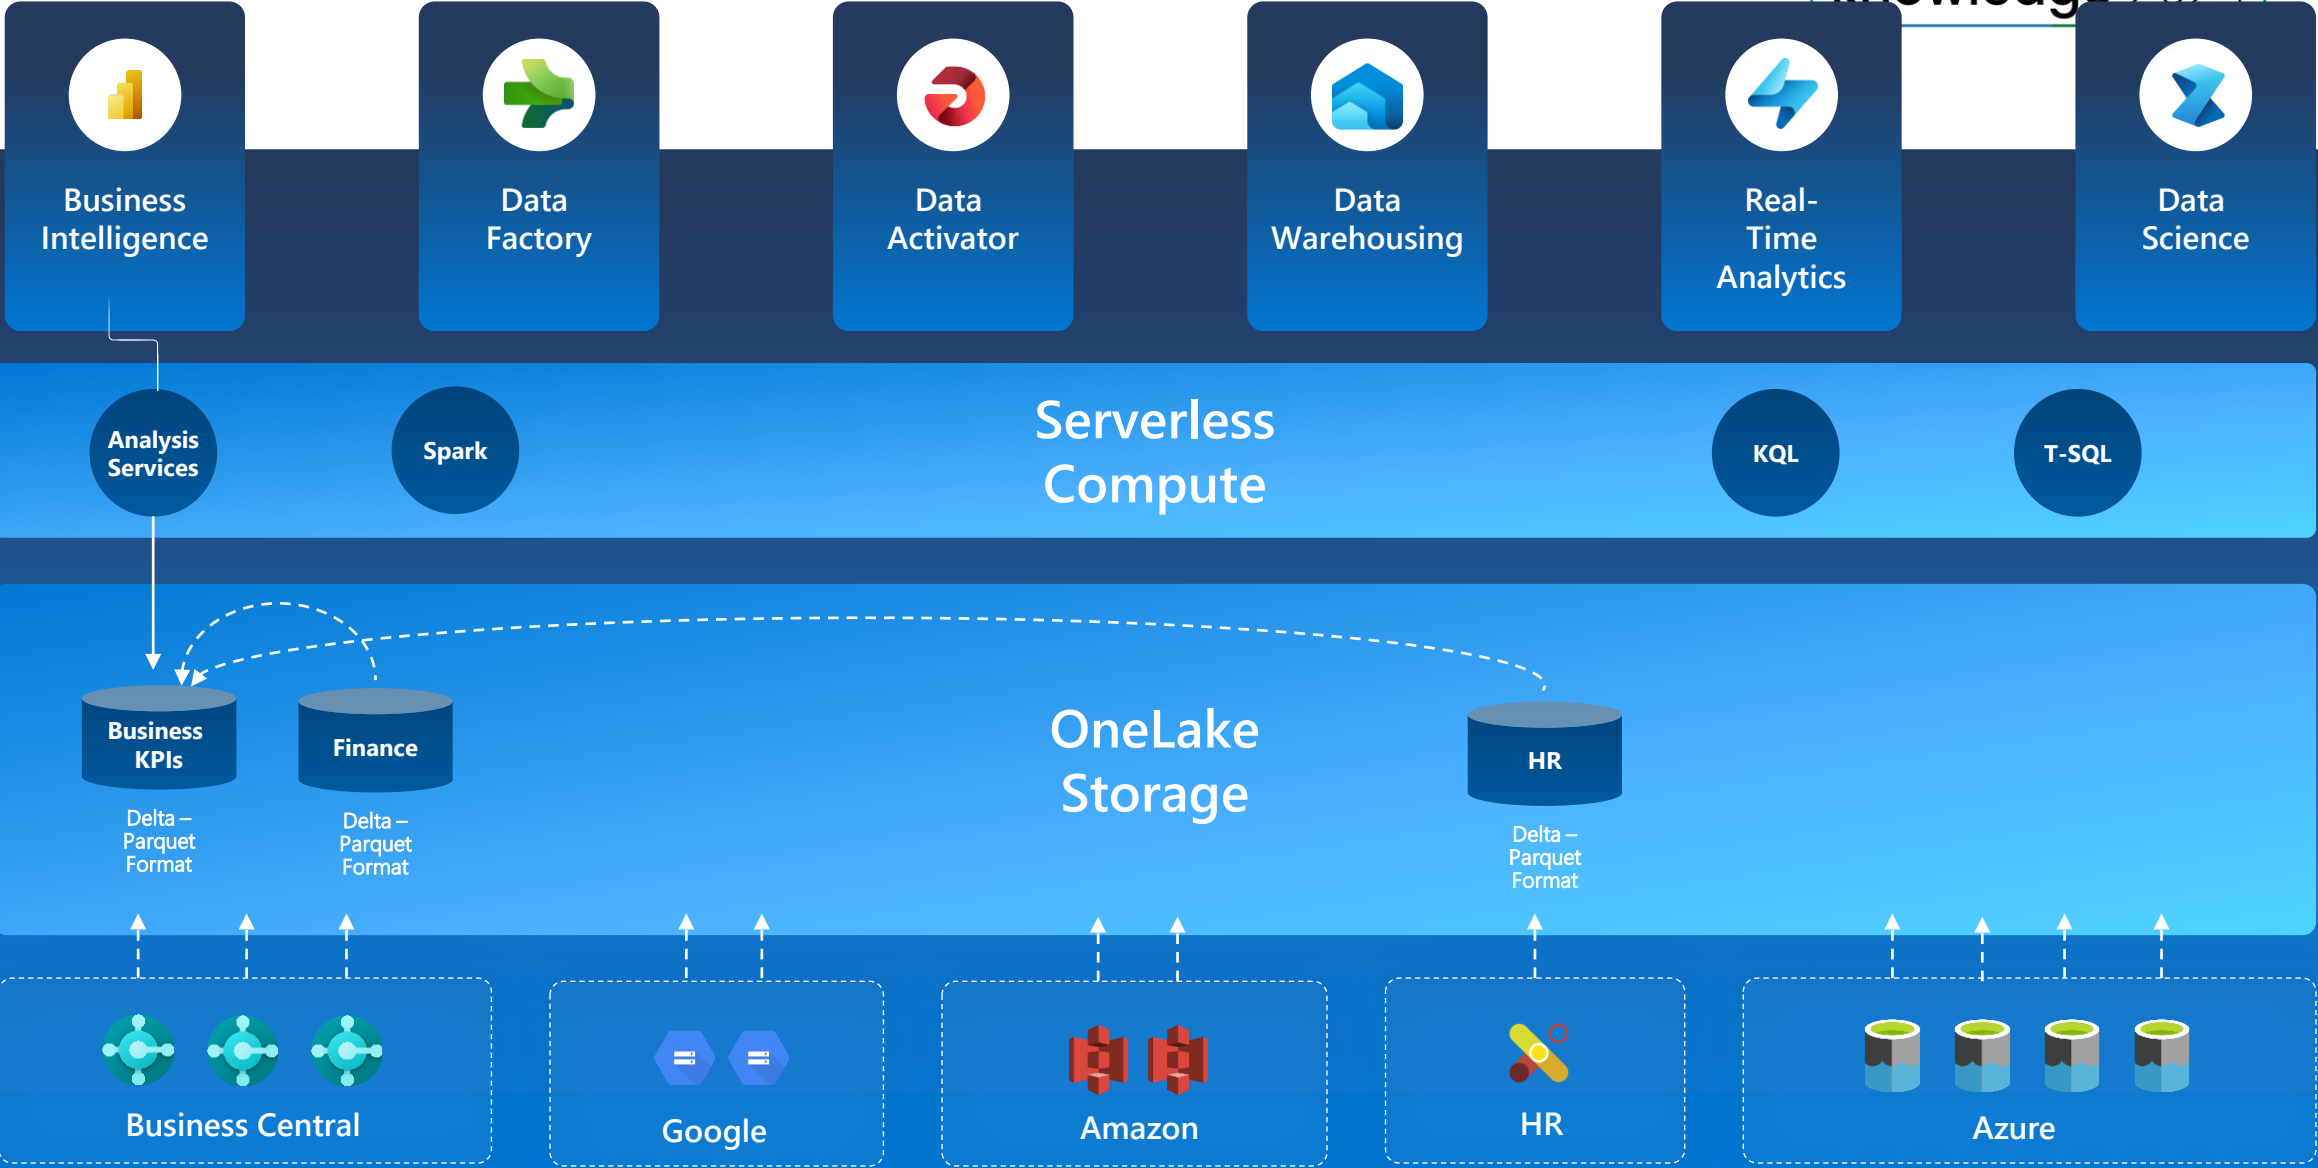 Business
Intelligence
Data
Factory
Data
Activator
Data
Warehousing
Real-
Time
Analytics
Data
Science
Analysis
Services
Spark
Serverless
Compute
KQL
T-SQL
Business
KPIs
Delta –
Parquet
Format
Finance
Delta –
Parquet
Format
OneLake
Storage
HR
Delta –
Parquet
Format
Business Central
Google
Amazon
HR
Azure